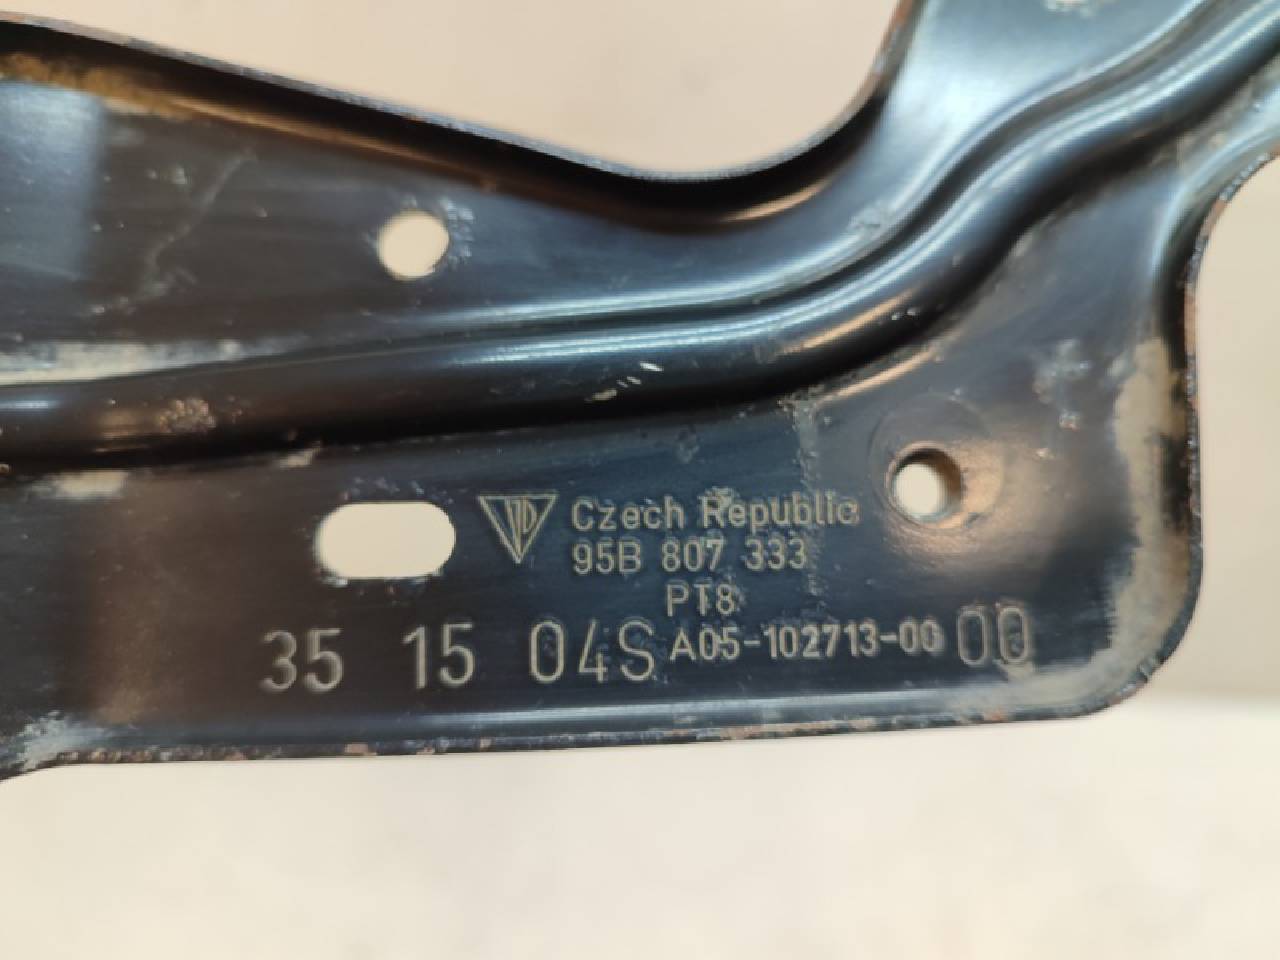 Czech Republic
95B 807 333
PT8
35 15 04S A05-102713-00 00